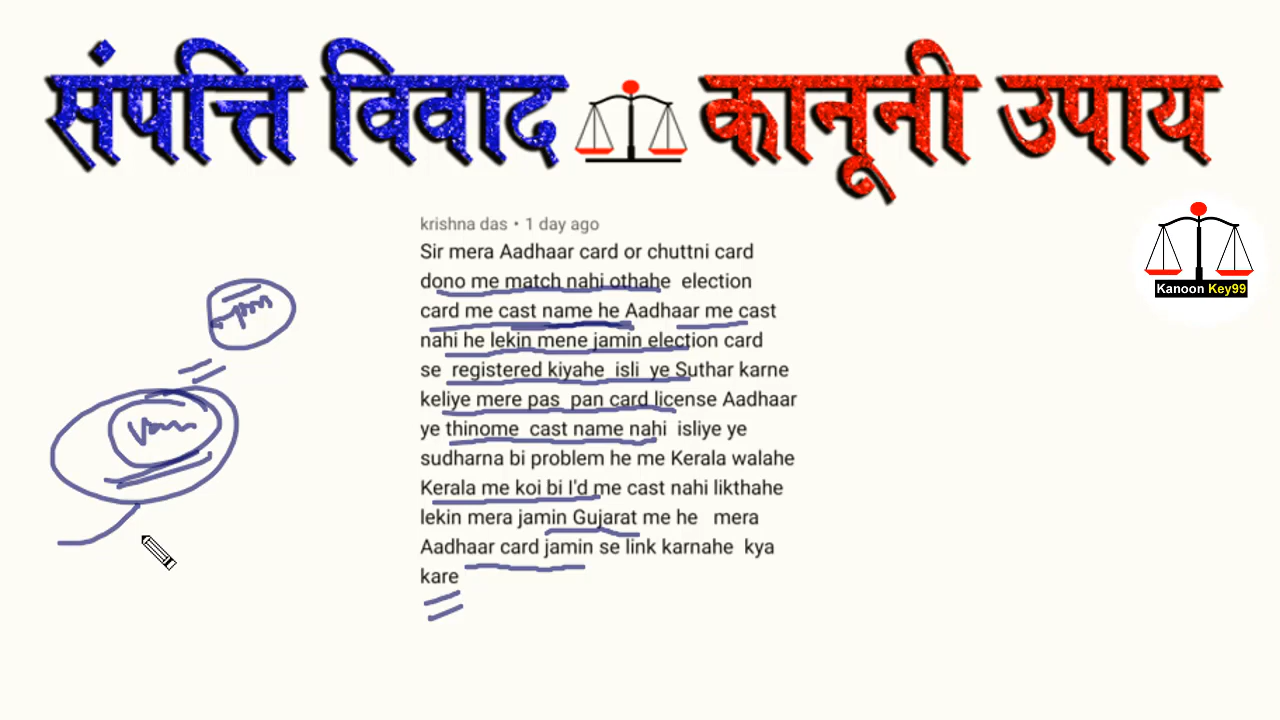 संपत्ति विवाद कानूनी उपाय
krishna das • 1 day ago
Sir mera Aadhaar card or chuttni card
dono me match nahi othahe election
card me cast name he Aadhaar me cast
nahi he lekin mene jamin election card
se registered kiyahe isli ye Suthar karne
keliye mere pas pan card license Aadhaar
ye thinome cast name nahi isliye ye
sudharna bi problem he me Kerala walahe
Kerala me koi bi I'd me cast nahi likthahe
lekin mera jamin Gujarat me he mera
Aadhaar card jamin se link karnahe kya
kare
Kanoon Key99